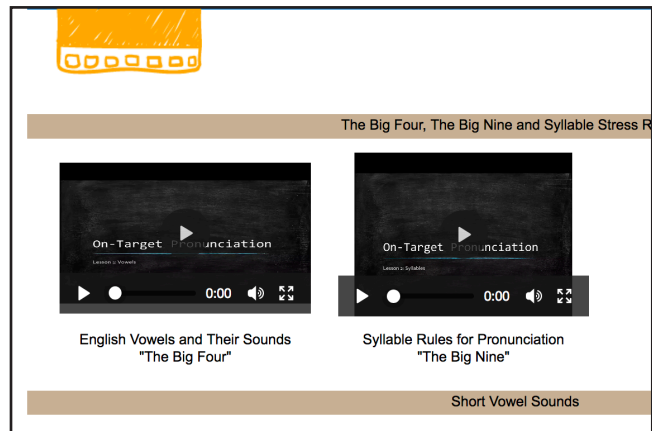 The Big Four, The Big Nine and Syllable Stress R
On-Target Pronunciation
Lesson 1: Vowels
0:00
On-Target Pronunciation
Lesson 2: Syllables
0:00
English Vowels and Their Sounds
"The Big Four"
Syllable Rules for Pronunciation
"The Big Nine"
Short Vowel Sounds